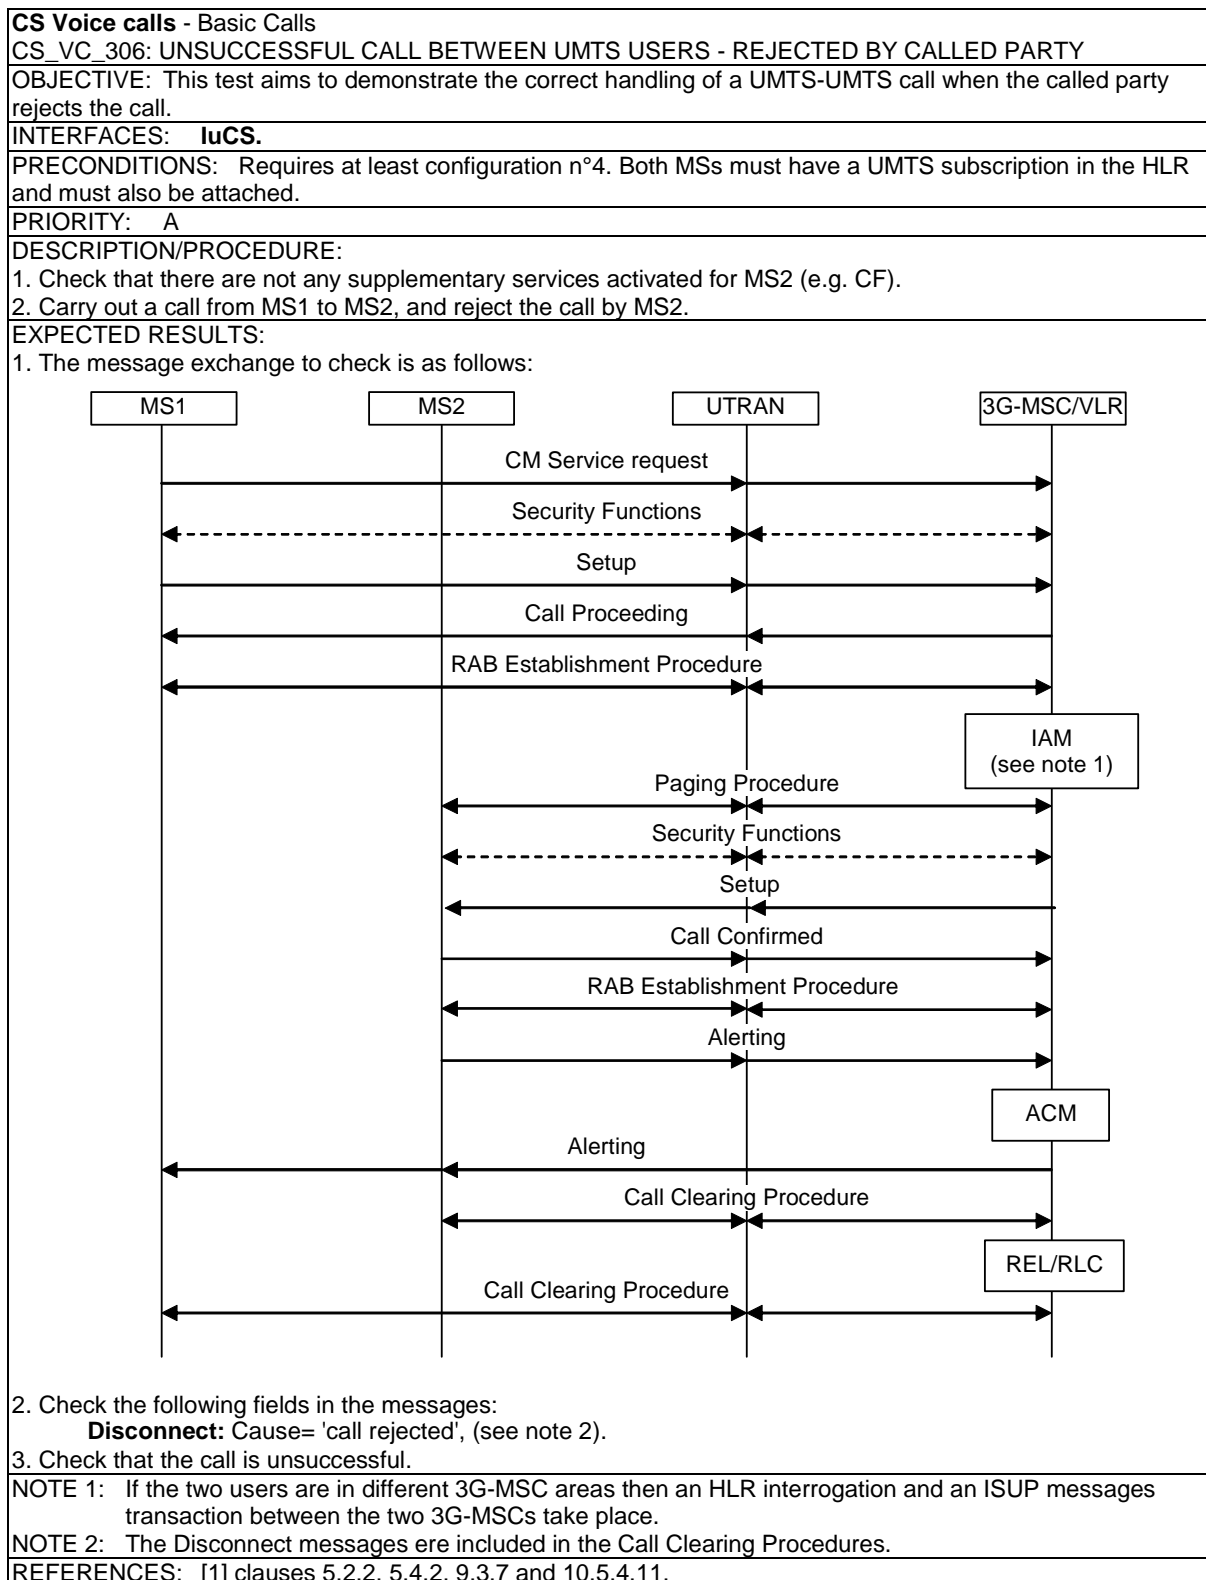 CS Voice calls - Basic Calls
CS_VC_306: UNSUCCESSFUL CALL BETWEEN UMTS USERS - REJECTED BY CALLED PARTY
OBJECTIVE: This test aims to demonstrate the correct handling of a UMTS-UMTS call when the called party
rejects the call.
INTERFACES: IuCS.
PRECONDITIONS: Requires at least configuration n°4. Both MSs must have a UMTS subscription in the HLR
and must also be attached.
PRIORITY: A
DESCRIPTION/PROCEDURE:
1. Check that there are not any supplementary services activated for MS2 (e.g. CF).
2. Carry out a call from MS1 to MS2, and reject the call by MS2.
EXPECTED RESULTS:
1. The message exchange to check is as follows:
MS1 MS2 UTRAN 3G-MSC/VLR
CM Service request
Security Functions
Setup
Call Proceeding
RAB Establishment Procedure
IAM
(see note 1)
Paging Procedure
Security Functions
Setup
Call Confirmed
RAB Establishment Procedure
Alerting
ACM
Alerting
Call Clearing Procedure
REL/RLC
Call Clearing Procedure
2. Check the following fields in the messages:
Disconnect: Cause= 'call rejected', (see note 2).
3. Check that the call is unsuccessful.
NOTE 1: If the two users are in different 3G-MSC areas then an HLR interrogation and an ISUP messages
transaction between the two 3G-MSCs take place.
NOTE 2: The Disconnect messages ere included in the Call Clearing Procedures.
REFERENCES: [1] clauses 5.2.2, 5.4.2, 9.3.7 and 10.5.4.11.